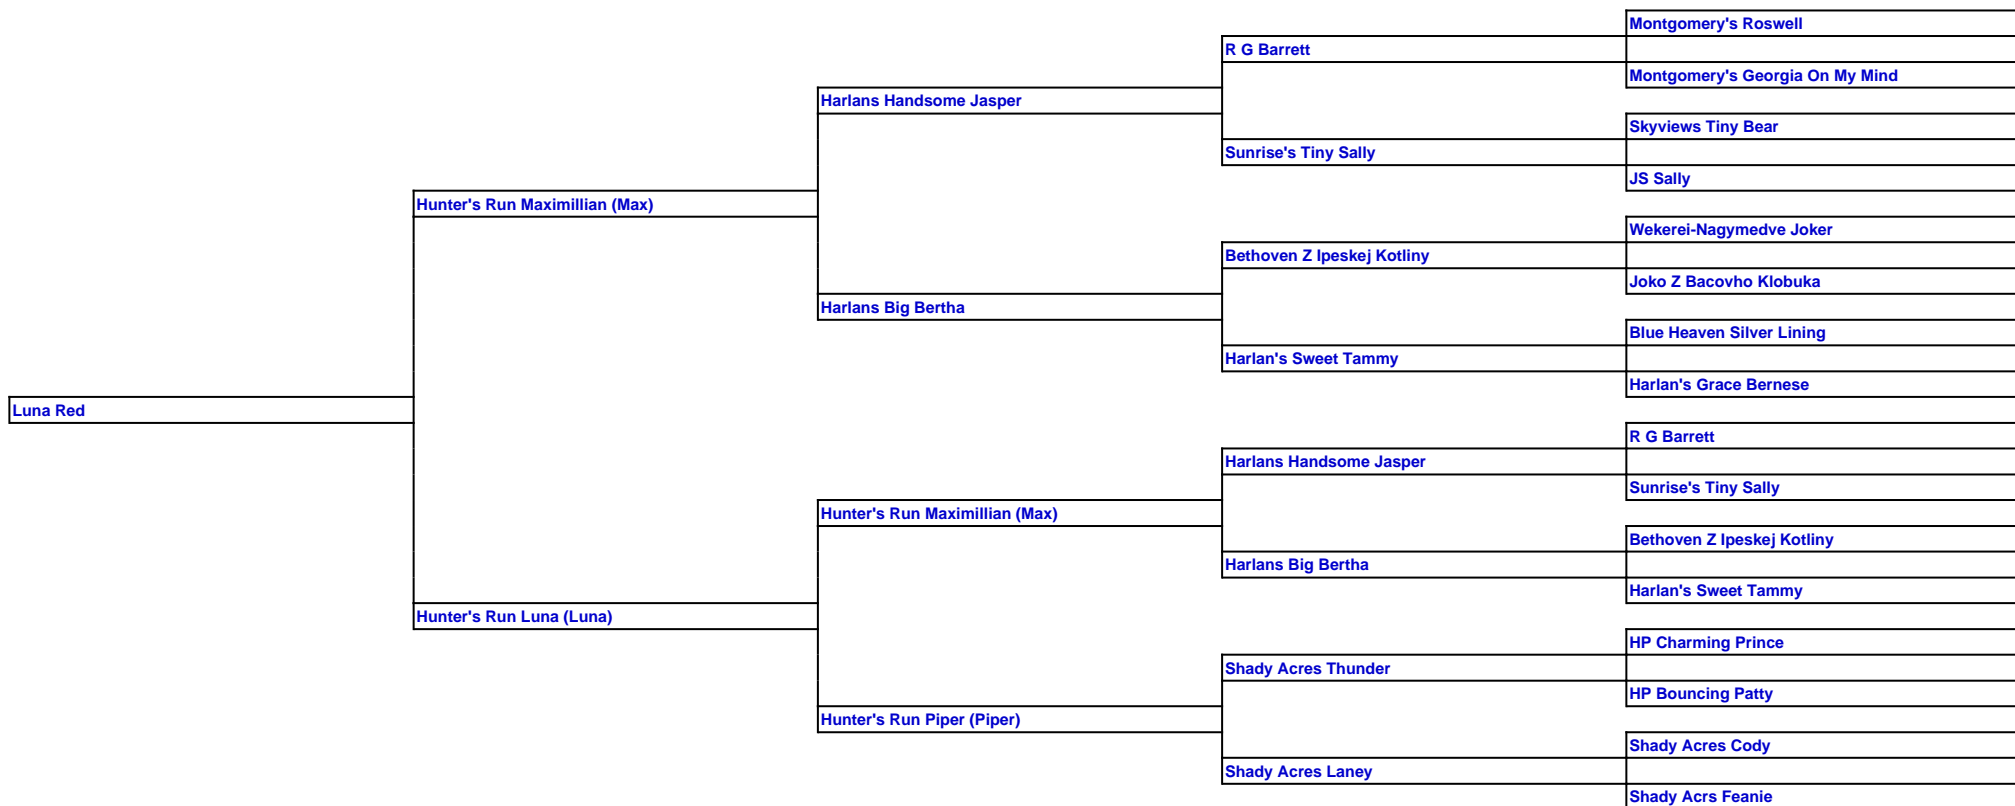 Montgomery's Roswell
R G Barrett
Montgomery's Georgia On My Mind
Harlans Handsome Jasper
Skyviews Tiny Bear
Sunrise's Tiny Sally
JS Sally
Hunter's Run Maximillian (Max)
Wekerei-Nagymedve Joker
Bethoven Z Ipeskej Kotliny
Joko Z Bacovho Klobuka
Harlans Big Bertha
Blue Heaven Silver Lining
Harlan's Sweet Tammy
Harlan's Grace Bernese
Luna Red
R G Barrett
Harlans Handsome Jasper
Sunrise's Tiny Sally
Hunter's Run Maximillian (Max)
Bethoven Z Ipeskej Kotliny
Harlans Big Bertha
Harlan's Sweet Tammy
Hunter's Run Luna (Luna)
HP Charming Prince
Shady Acres Thunder
HP Bouncing Patty
Hunter's Run Piper (Piper)
Shady Acres Cody
Shady Acres Laney
Shady Acrs Feanie